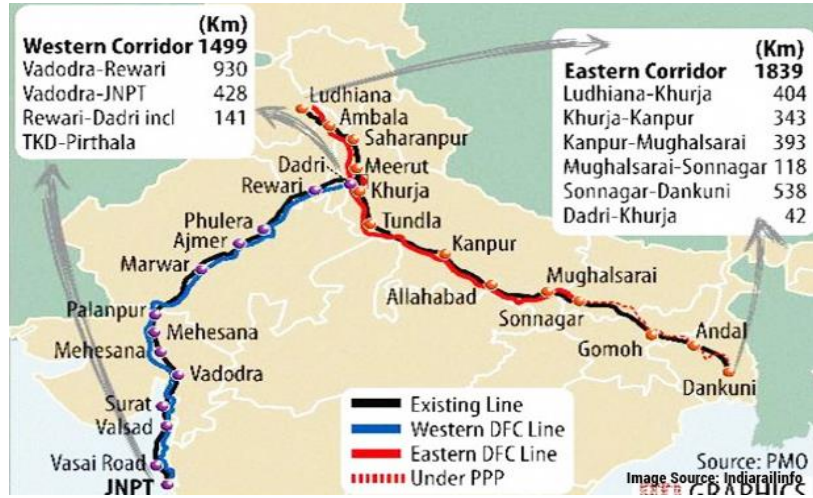 (Km)
Western Corridor 1499
Vadodra-Rewari 930
Vadodra-JNPT 428
Rewari-Dadri incl 141
TKD-Pirthala
(Km)
Eastern Corridor 1839
Ludhiana-Khurja 404
Khurja-Kanpur 343
Kanpur-Mughalsarai 393
Mughalsarai-Sonnagar 118
Sonnagar-Dankuni 538
Dadri-Khurja 42
Ludhiana
Ambala
Saharanpur
Dadri
Meerut
Rewari
Khurja
Phulera
Tundla
Ajmer
Kanpur
Marwar
Mughalsarai
Allahabad
Palanpur
Sonnagar
Mehesana
Andal
Mehesana
Gomoh
Vadodra
Dankuni
Surat
Valsad
Vasai Road
JNPT
Existing Line
Western DFC Line
Eastern DFC Line
Under PPP
Source: PMO
Image Source: Indiarailinfo
GRAPHICS